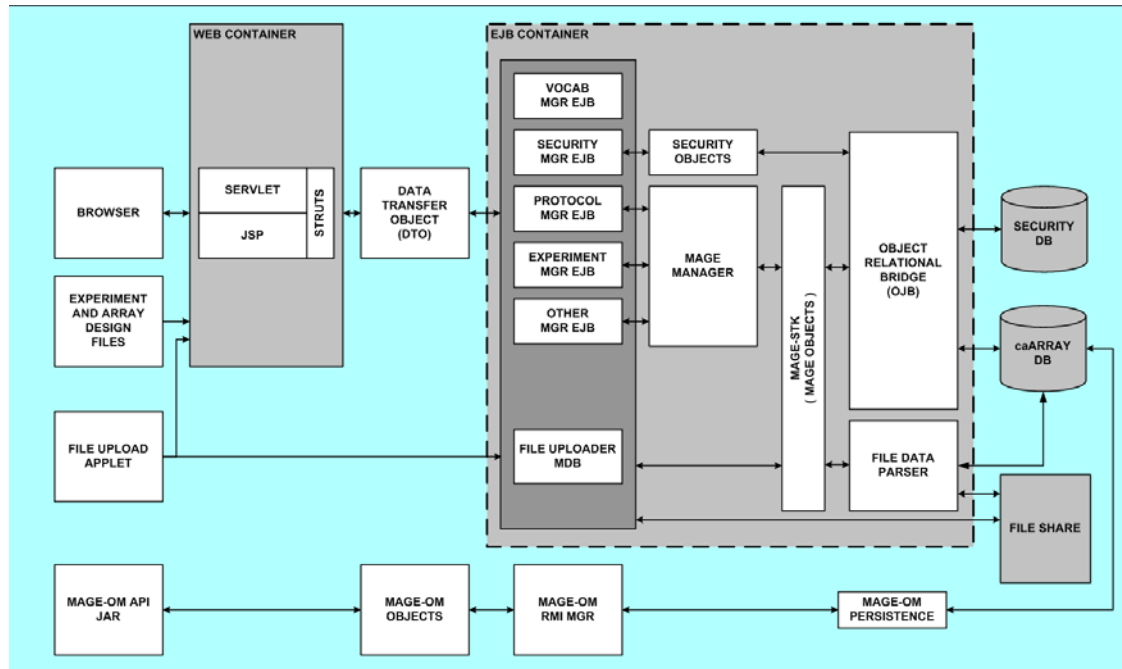 WEB CONTAINER
EJB CONTAINER
VOCAB
MGR EJB
SECURITY
MGR EJB
SECURITY
OBJECTS
PROTOCOL
MGR EJB
EXPERIMENT
MGR EJB
OTHER
MGR EJB
FILE UPLOADER
MDB
MAGE
MANAGER
MAGE-STK
( MAGE OBJECTS )
OBJECT
RELATIONAL
BRIDGE
(OJB)
FILE DATA
PARSER
BROWSER
SERVLET
JSP
STRUTS
DATA
TRANSFER
OBJECT
(DTO)
EXPERIMENT
AND ARRAY
DESIGN
FILES
FILE UPLOAD
APPLET
SECURITY
DB
caARRAY
DB
FILE SHARE
MAGE-OM API
JAR
MAGE-OM
OBJECTS
MAGE-OM
RMI MGR
MAGE-OM
PERSISTENCE